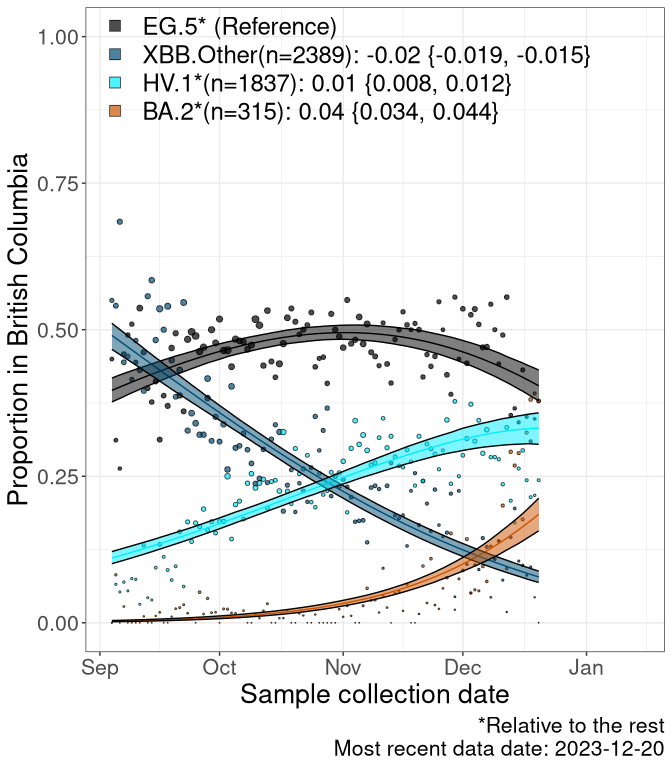 1.00
0.75
0.50
0.25
0.00
Proportion in British Columbia
EG.5* (Reference)
XBB.Other(n=2389): -0.02 {-0.019, -0.015}
HV.1*(n=1837): 0.01 {0.008, 0.012}
BA.2*(n=315): 0.04 {0.034, 0.044}
Sep Oct Nov Dec Jan
Sample collection date
*Relative to the rest
Most recent data date: 2023-12-20